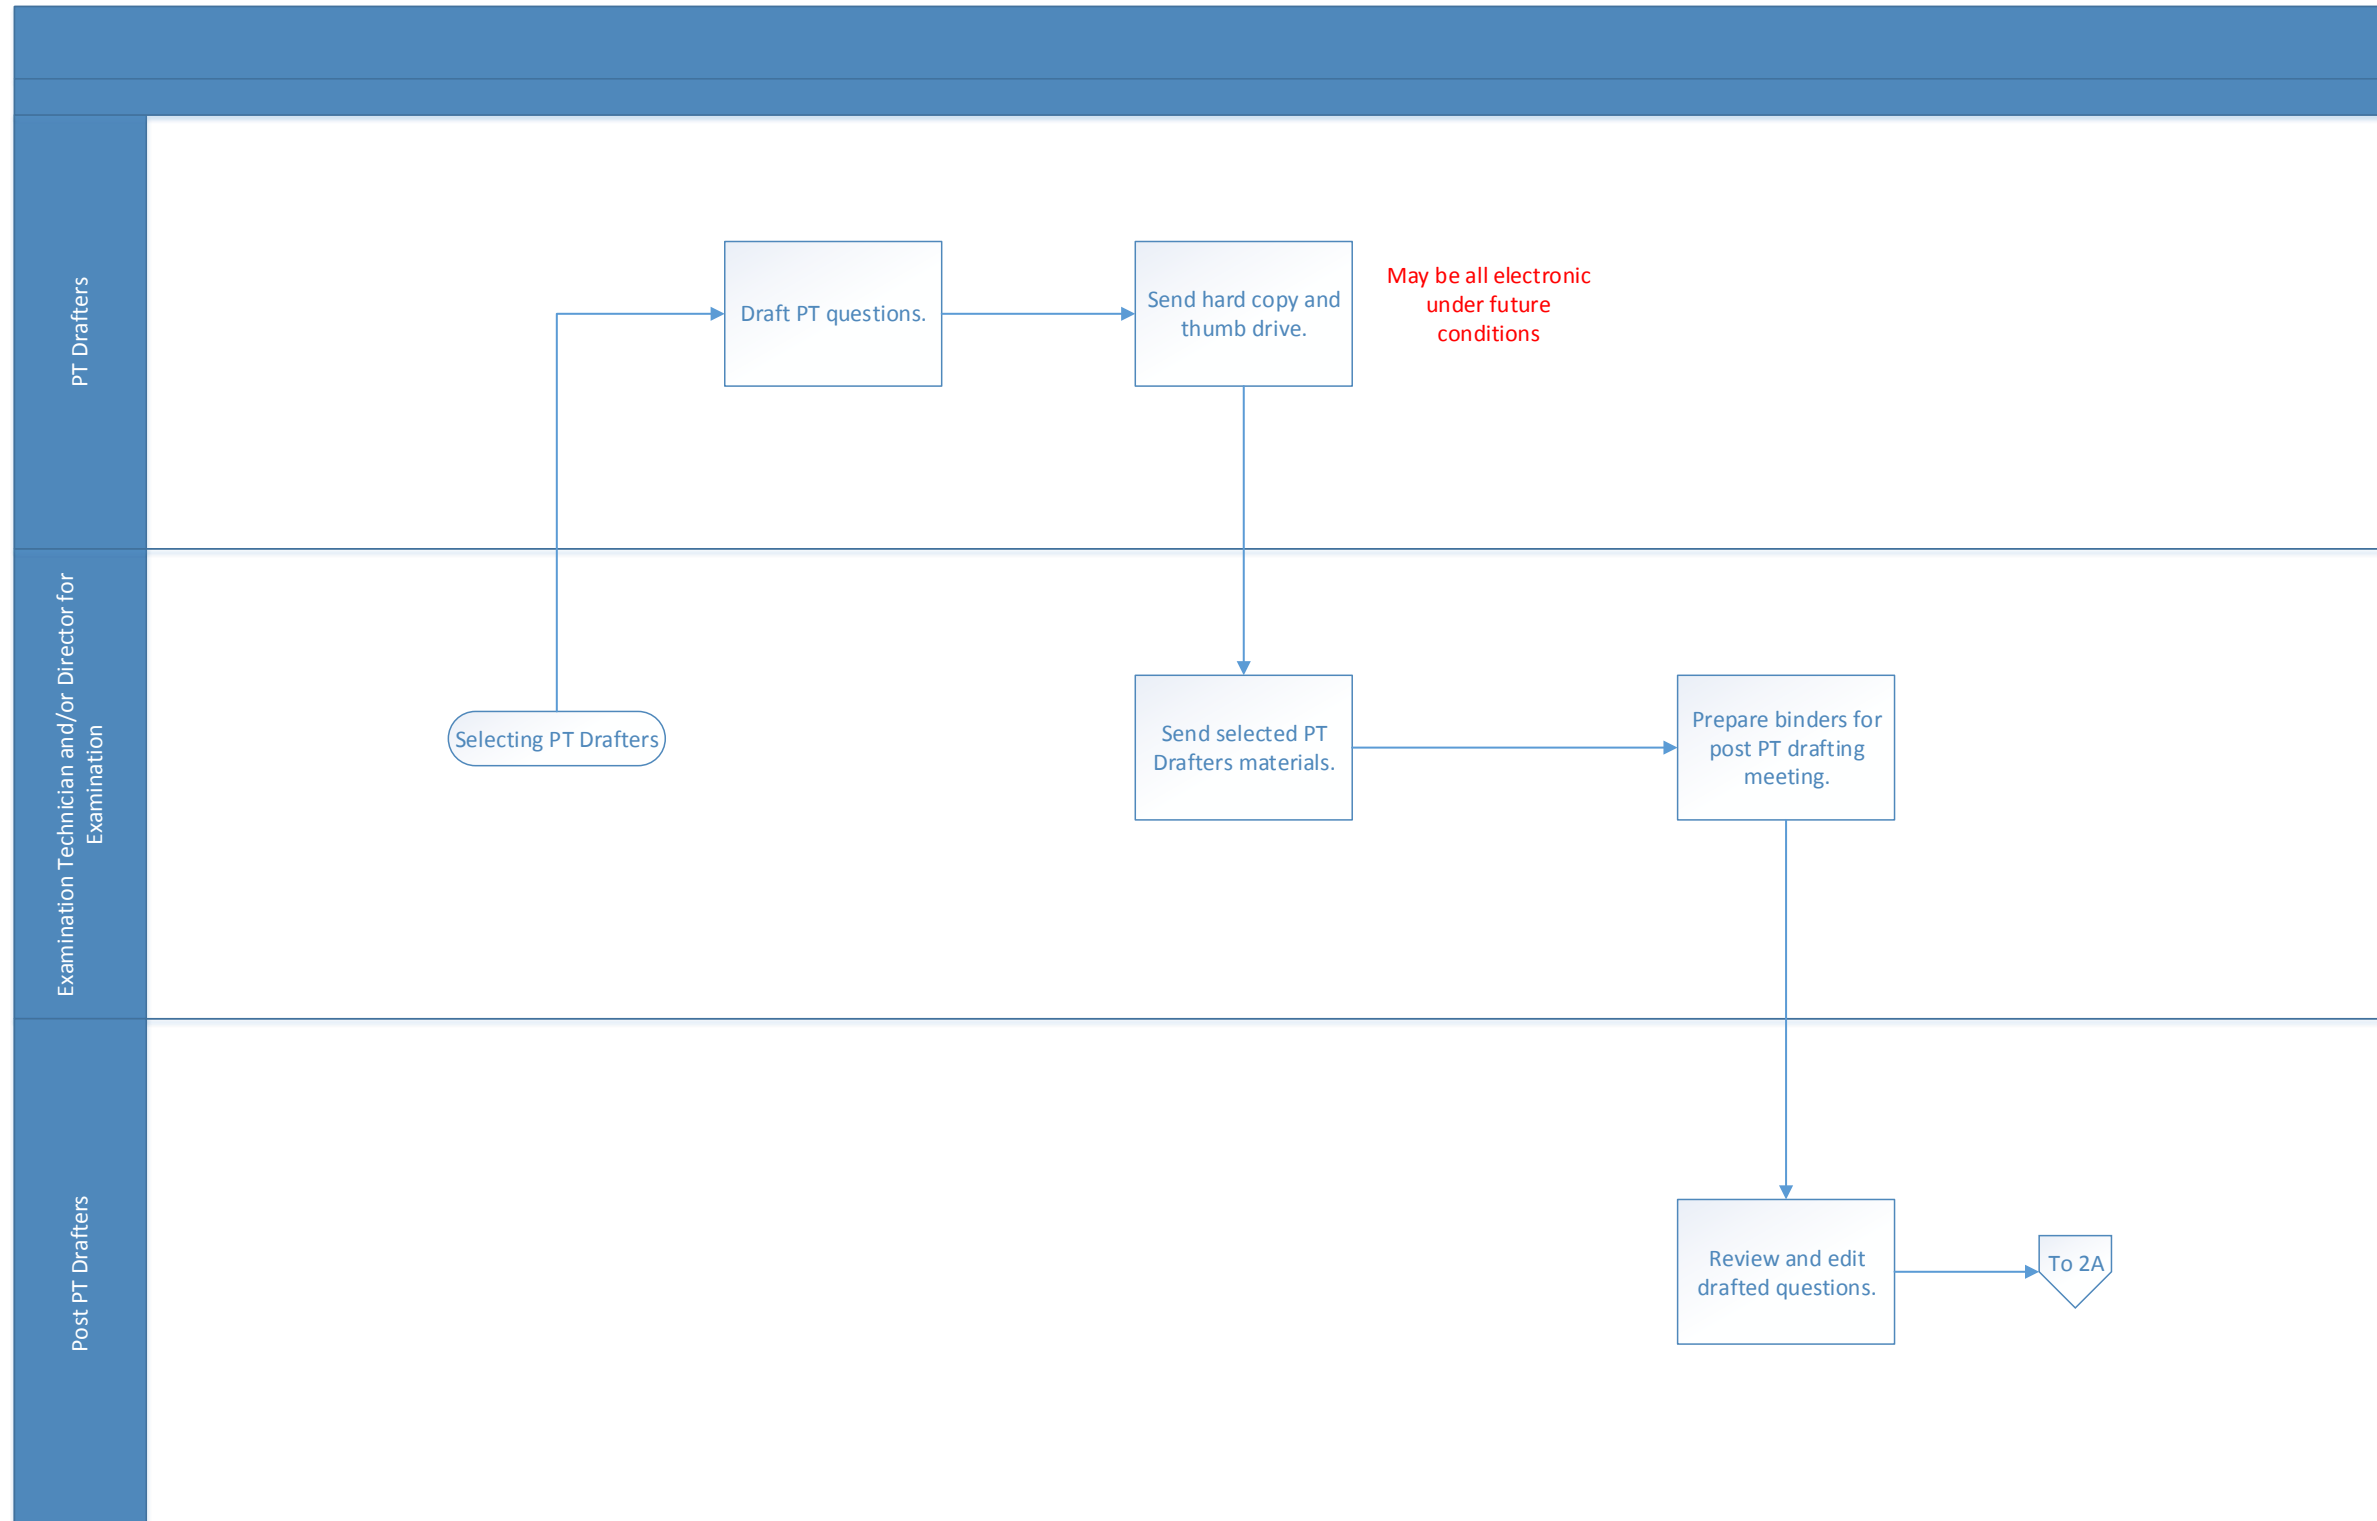 PT Drafters
Draft PT questions.
Send hard copy and
thumb drive.
May be all electronic
under future
conditions
Examination Technician and/or Director for
Examination
Selecting PT Drafters
Send selected PT
Drafters materials.
Prepare binders for
post PT drafting
meeting.
Post PT Drafters
Review and edit
drafted questions.
To 2A